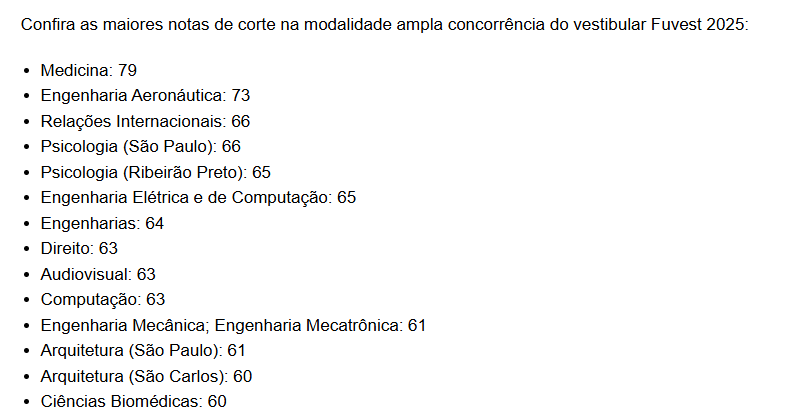 Confira as maiores notas de corte na modalidade ampla concorrência do vestibular Fuvest 2025:
• Medicina: 79
• Engenharia Aeronáutica: 73
• Relações Internacionais: 66
• Psicologia (São Paulo): 66
• Psicologia (Ribeirão Preto): 65
• Engenharia Elétrica e de Computação: 65
• Engenharias: 64
• Direito: 63
• Audiovisual: 63
• Computação: 63
• Engenharia Mecânica; Engenharia Mecatrônica: 61
• Arquitetura (São Paulo): 61
• Arquitetura (São Carlos): 60
• Ciências Biomédicas: 60